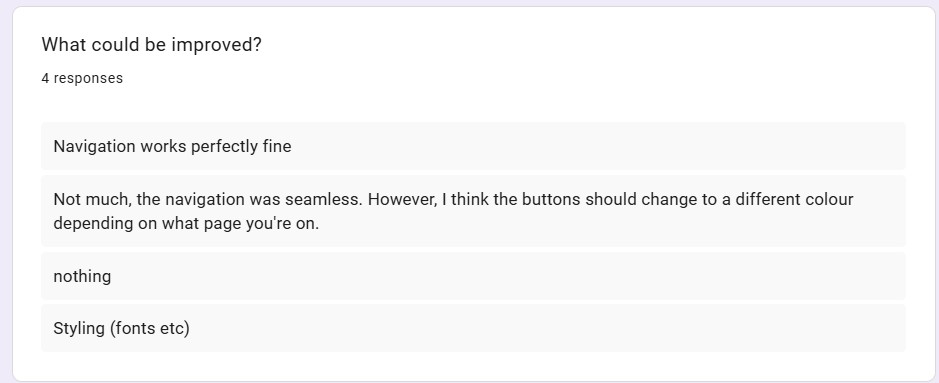 What could be improved?
4 responses
Navigation works perfectly fine
Not much, the navigation was seamless. However, I think the buttons should change to a different colour
depending on what page you're on.
nothing
Styling (fonts etc)